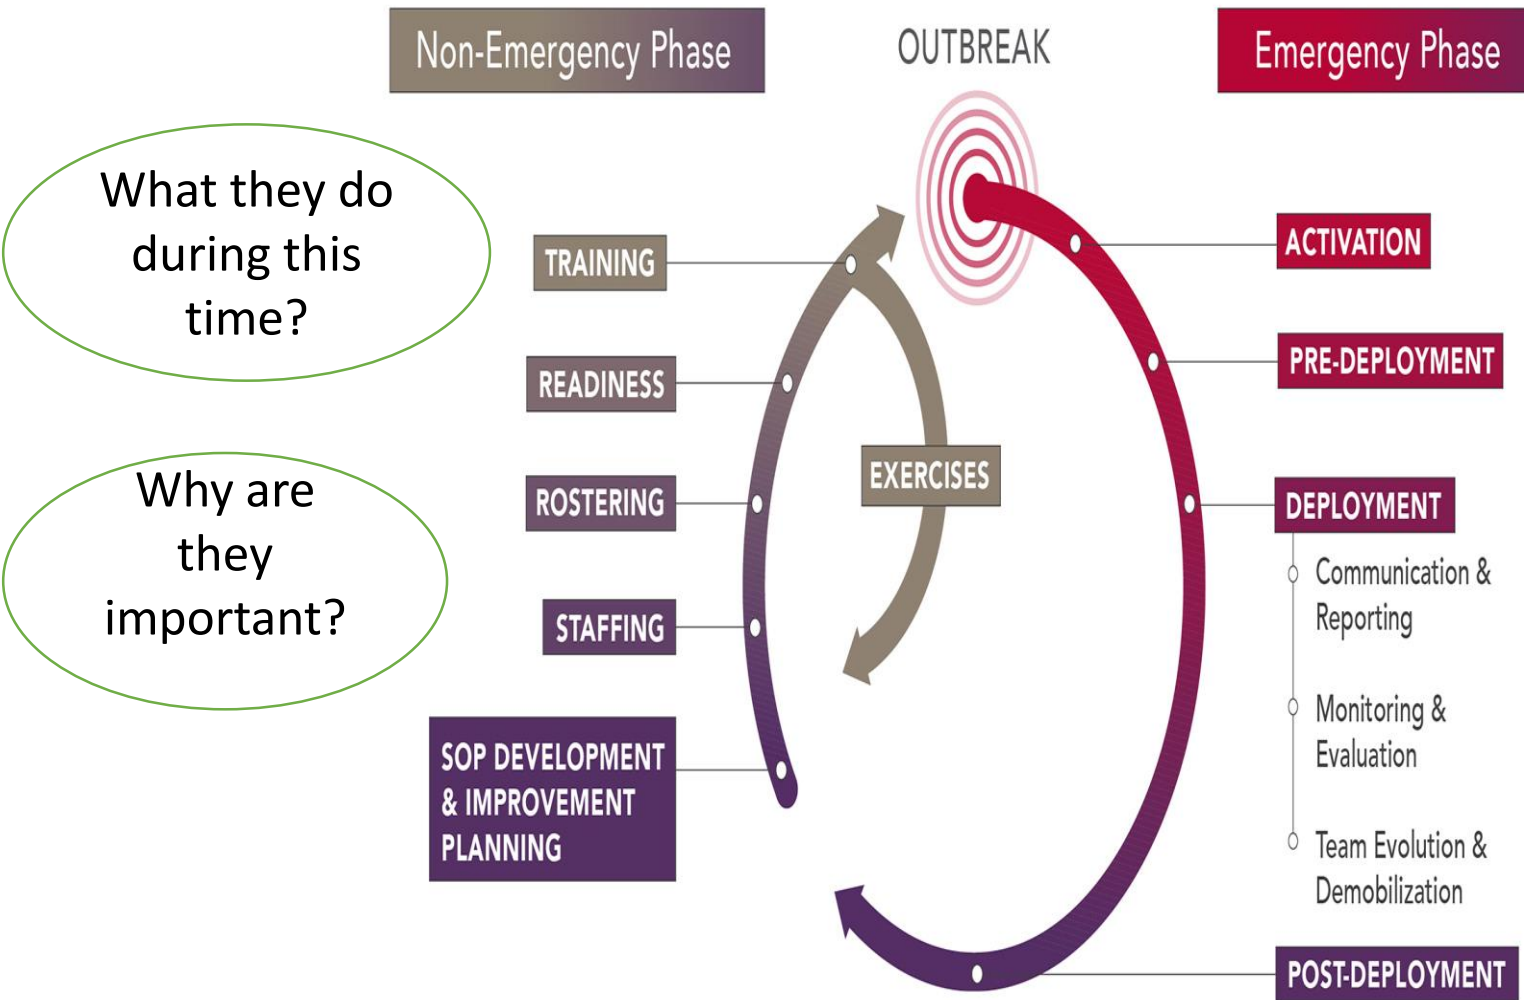 Non-Emergency Phase
OUTBREAK
Emergency Phase
What they do
during this
time?
Why are
they
important?
TRAINING
READINESS
ROSTERING
STAFFING
SOP DEVELOPMENT
& IMPROVEMENT
PLANNING
EXERCISES
ACTIVATION
PRE-DEPLOYMENT
DEPLOYMENT
Communication &
Reporting
Monitoring &
Evaluation
Team Evolution &
Demobilization
POST-DEPLOYMENT